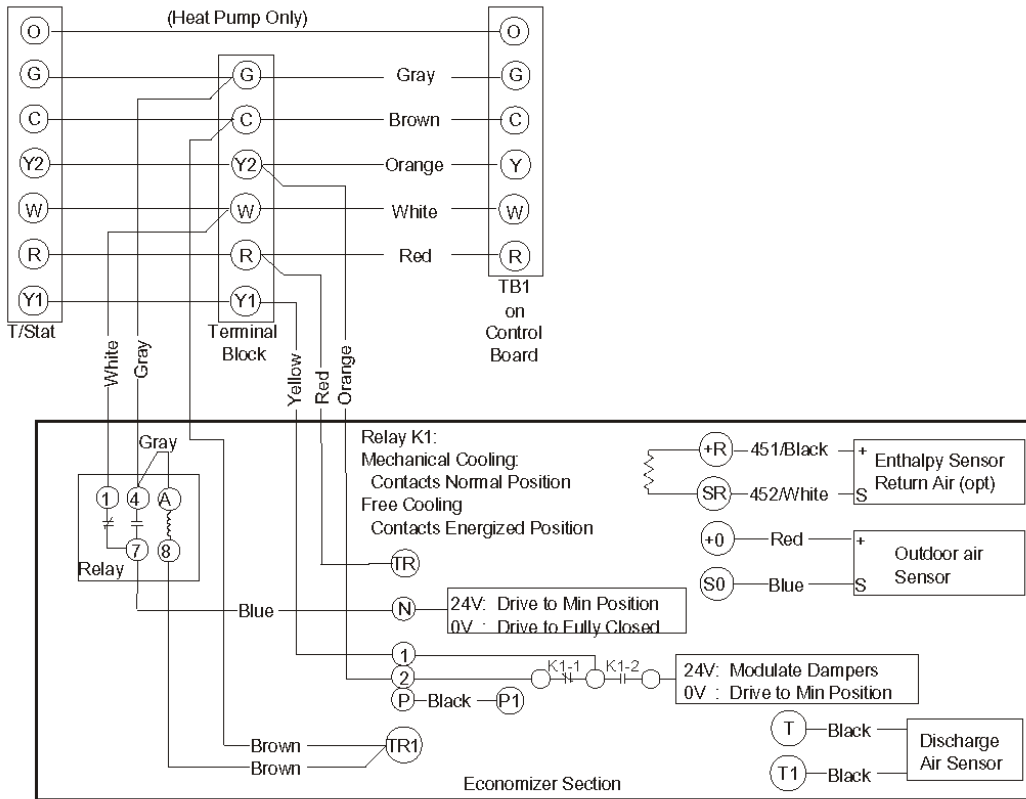 (Heat Pump Only)
O
O
G
G
Gray
G
C
C
Brown
C
Y2
Y2
Orange
Y
W
W
White
W
R
R
Red
R
Y1
Y1
T/Stat
Terminal
Block
TB1
on
Control
Board
White
Gray
Yellow
Red
Orange
Gray
1
4
A
7
8
Relay
Relay K1:
Mechanical Cooling:
Contacts Normal Position
Free Cooling
Contacts Energized Position
TR
+R
451/Black
+
SR
452/White
S
Enthalpy Sensor
Return Air (opt)
+0
Red
+
S0
Blue
S
Outdoor air
Sensor
Blue
N
24V: Drive to Min Position
0V : Drive to Fully Closed
1
2
K1-1
K1-2
24V: Modulate Dampers
0V : Drive to Min Position
P
Black
P1
Brown
Brown
TR1
T
Black
T1
Black
Discharge
Air Sensor
Economizer Section